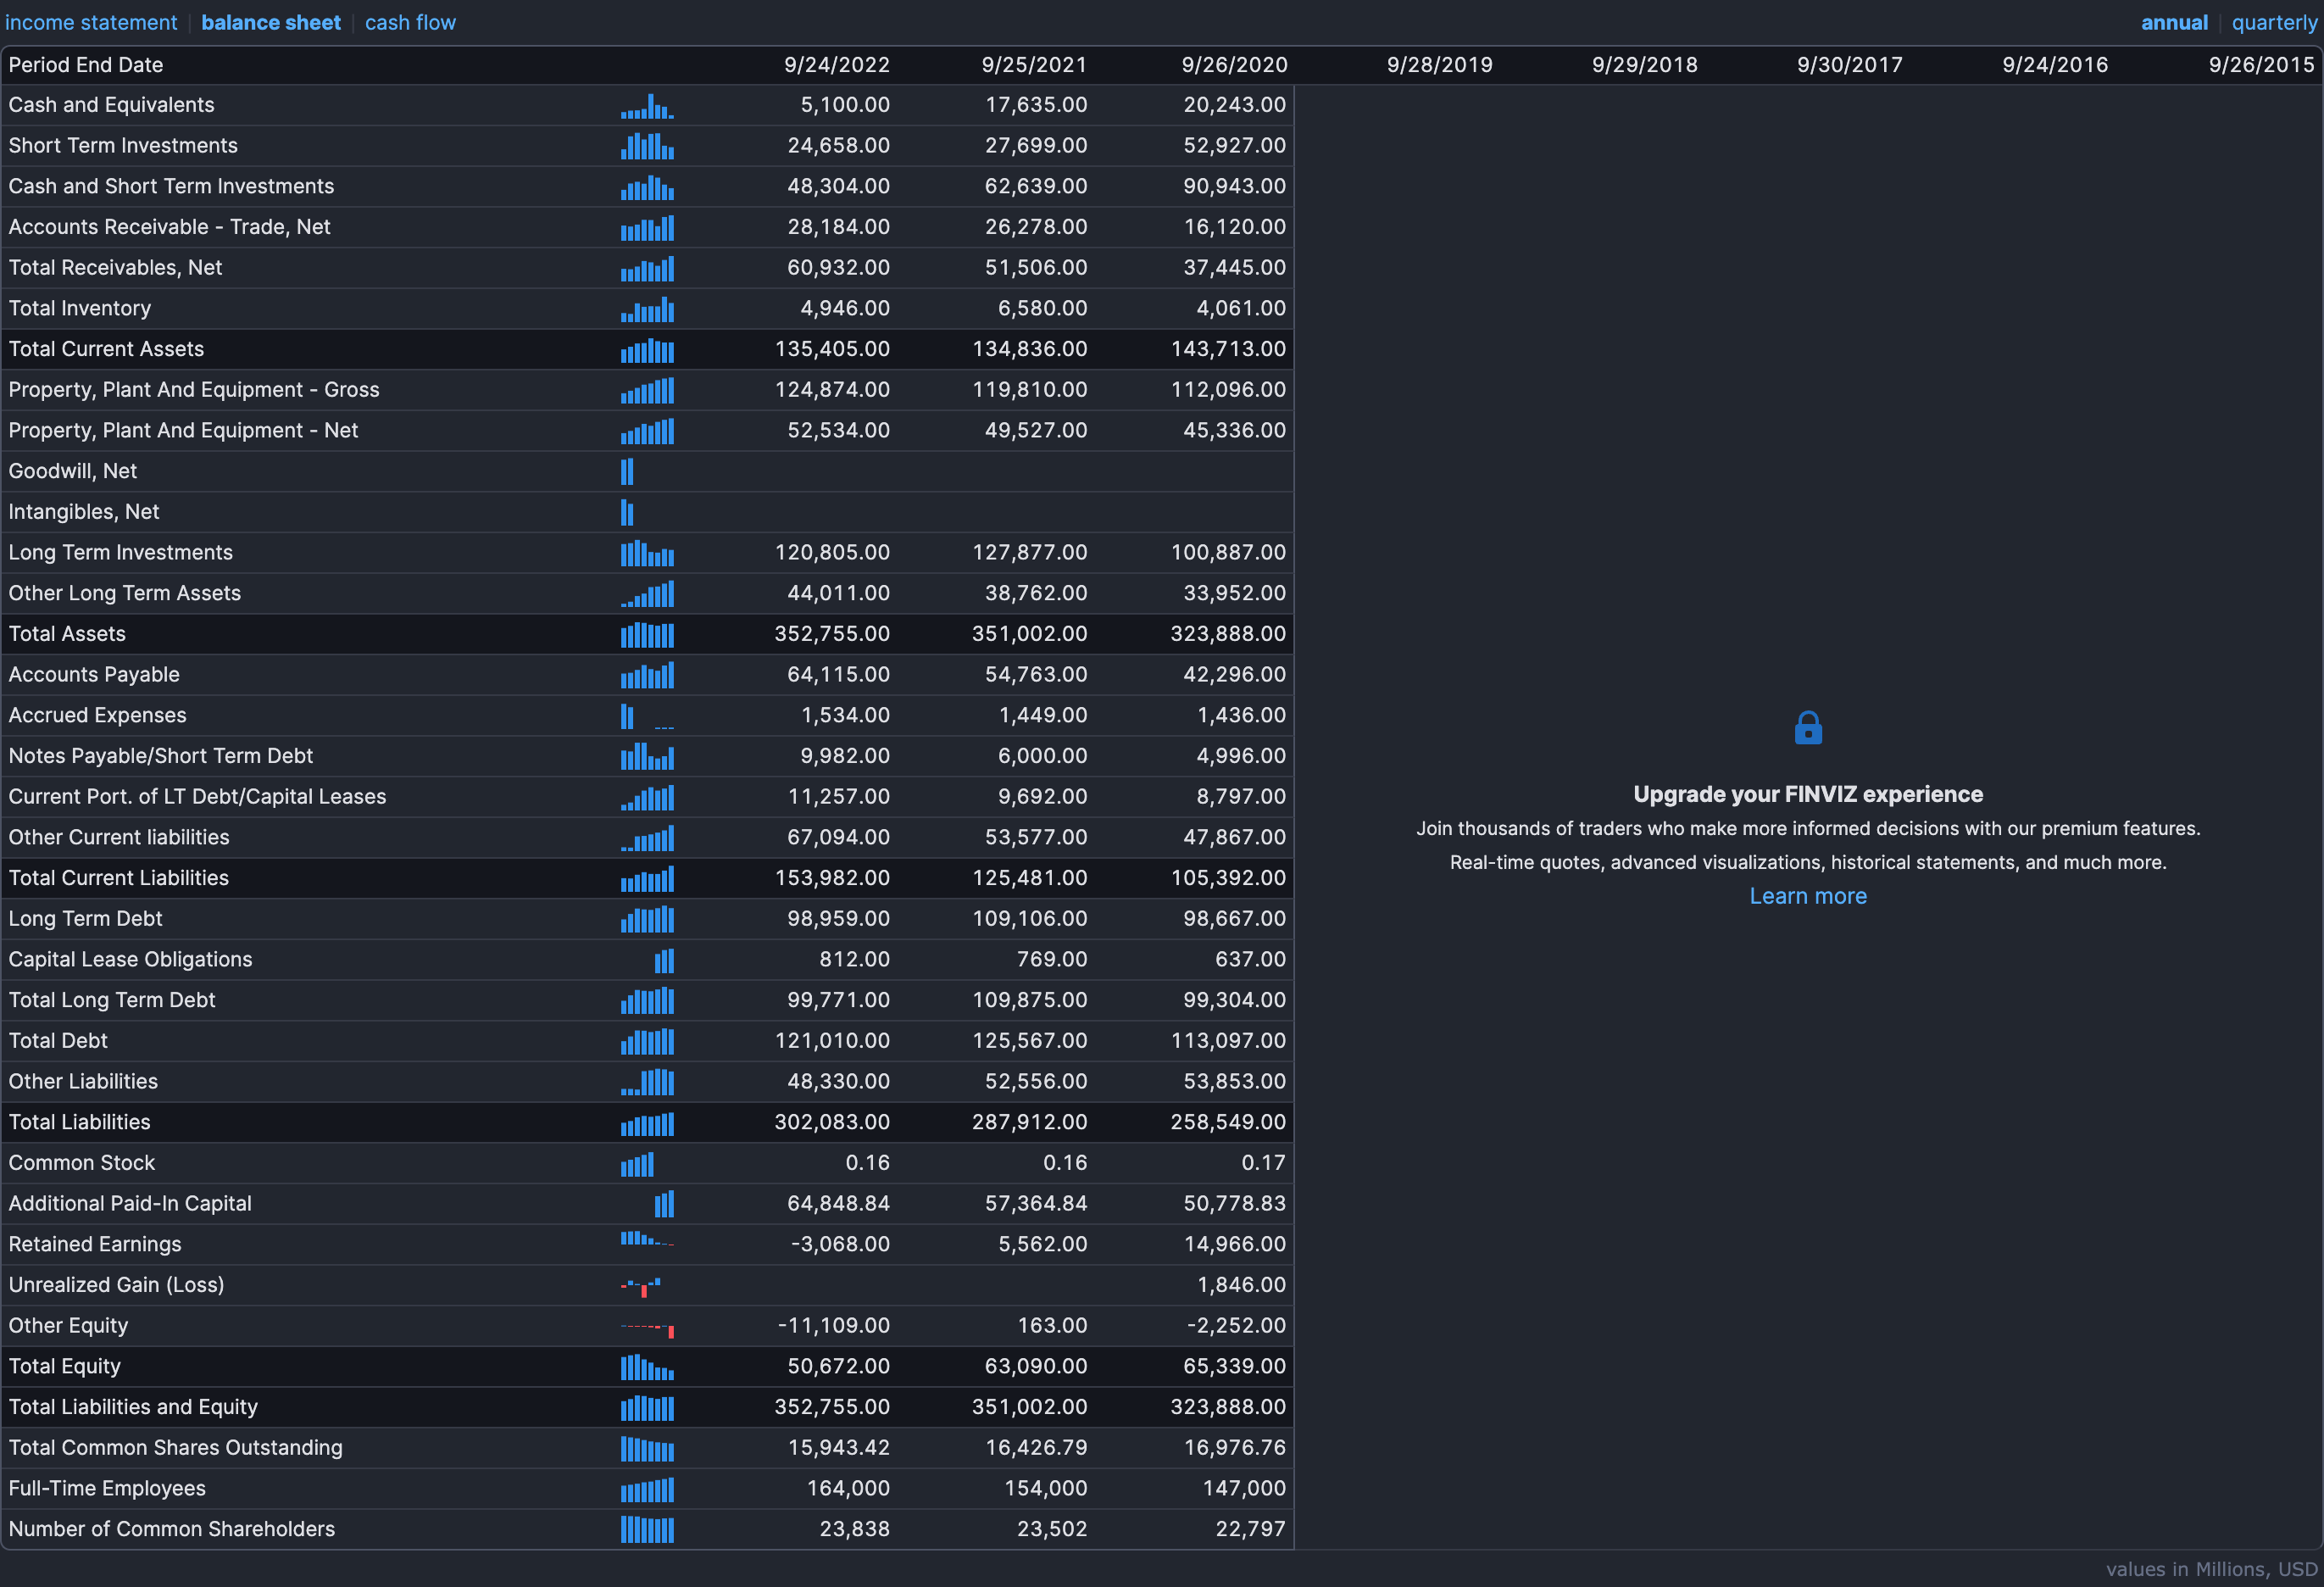 income statement | balance sheet | cash flow annual | quarterly
Period End Date 9/24/2022 9/25/2021 9/26/2020 9/28/2019 9/29/2018 9/30/2017 9/24/2016 9/26/2015
Cash and Equivalents 5,100.00 17,635.00 20,243.00
Short Term Investments 24,658.00 27,699.00 52,927.00
Cash and Short Term Investments 48,304.00 62,639.00 90,943.00
Accounts Receivable - Trade, Net 28,184.00 26,278.00 16,120.00
Total Receivables, Net 60,932.00 51,506.00 37,445.00
Total Inventory 4,946.00 6,580.00 4,061.00
Total Current Assets 135,405.00 134,836.00 143,713.00
Property, Plant And Equipment - Gross 124,874.00 119,810.00 112,096.00
Property, Plant And Equipment - Net 52,534.00 49,527.00 45,336.00
Goodwill, Net
Intangibles, Net
Long Term Investments 120,805.00 127,877.00 100,887.00
Other Long Term Assets 44,011.00 38,762.00 33,952.00
Total Assets 352,755.00 351,002.00 323,888.00
Accounts Payable 64,115.00 54,763.00 42,296.00
Accrued Expenses 1,534.00 1,449.00 1,436.00
Notes Payable/Short Term Debt 9,982.00 6,000.00 4,996.00
Current Port. of LT Debt/Capital Leases 11,257.00 9,692.00 8,797.00
Other Current liabilities 67,094.00 53,577.00 47,867.00
Total Current Liabilities 153,982.00 125,481.00 105,392.00
Long Term Debt 98,959.00 109,106.00 98,667.00
Capital Lease Obligations 812.00 769.00 637.00
Total Long Term Debt 99,771.00 109,875.00 99,304.00
Total Debt 121,010.00 125,567.00 113,097.00
Other Liabilities 48,330.00 52,556.00 53,853.00
Total Liabilities 302,083.00 287,912.00 258,549.00
Common Stock 0.16 0.16 0.17
Additional Paid-In Capital 64,848.84 57,364.84 50,778.83
Retained Earnings -3,068.00 5,562.00 14,966.00
Unrealized Gain (Loss) 1,846.00
Other Equity -11,109.00 163.00 -2,252.00
Total Equity 50,672.00 63,090.00 65,339.00
Total Liabilities and Equity 352,755.00 351,002.00 323,888.00
Total Common Shares Outstanding 15,943.42 16,426.79 16,976.76
Full-Time Employees 164,000 154,000 147,000
Number of Common Shareholders 23,838 23,502 22,797
Upgrade your FINVIZ experience
Join thousands of traders who make more informed decisions with our premium features.
Real-time quotes, advanced visualizations, historical statements, and much more.
Learn more
values in Millions, USD